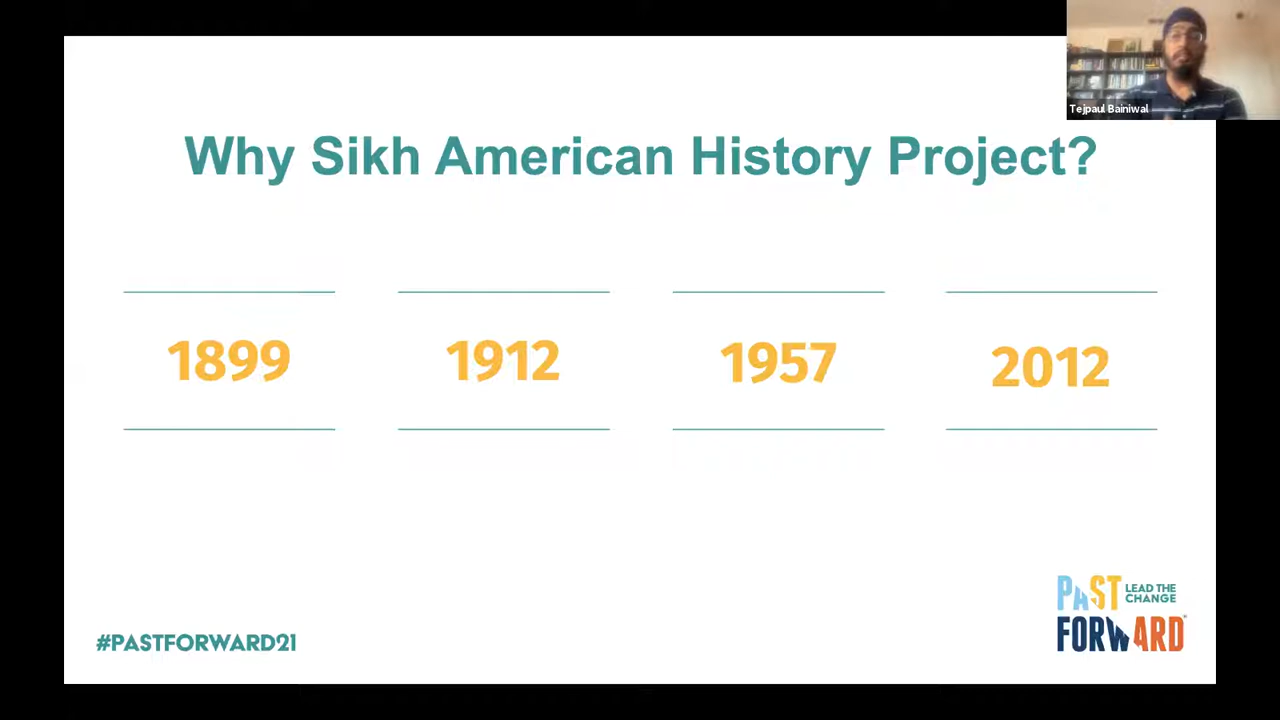 Tejpaul Bainiwal
Why Sikh American History Project?
1899
1912
1957
2012
PAST LEAD THE
CHANGE
FORWARD
#PASTFORWARD21